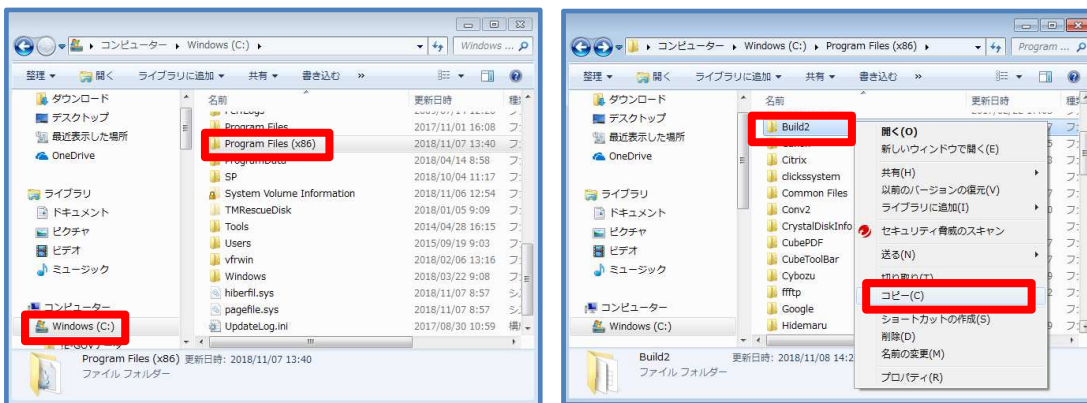 コンピューター ▸ Windows (C:) ▸
Windows ... 
整理 開く ライブラリに追加 共有 書き込む »
ダウンロード
デスクトップ
最近表示した場所
OneDrive
ライブラリ
ドキュメント
ピクチャ
ビデオ
ミュージック
コンピューター
Windows (C:)
名前 更新日時
Program Files 2017/11/01 16:08
Program Files (x86) 2018/11/07 13:40
ProgramData 2018/04/14 8:58
SP 2018/10/04 11:17
System Volume Information 2018/11/06 12:54
TMRescueDisk 2018/01/05 9:09
Tools 2014/04/28 16:15
Users 2015/09/19 9:03
vfrwin 2018/02/06 13:16
Windows 2018/03/22 9:08
hiberfil.sys 2018/11/07 8:57
pagefile.sys 2018/11/07 8:57
UpdateLog.ini 2017/08/30 10:59
Program Files (x86) 更新日時: 2018/11/07 13:40
ファイル フォルダー
コンピューター ▸ Windows (C:) ▸ Program Files (x86) ▸
Program ...
整理 開く ライブラリに追加 共有 書き込む »
ダウンロード
デスクトップ
最近表示した場所
OneDrive
ライブラリ
ドキュメント
ピクチャ
ビデオ
ミュージック
コンピューター
Windows (C:)
名前 更新日時
Build2
Citrix
clickssystem
Common Files
Conv2
CrystalDiskInfo
CubePDF
CubeToolBar
Cybozu
ffftp
Google
Hidemaru
開く(O)
新しいウィンドウで開く(E)
共有(H)
以前のバージョンの復元(V)
ライブラリに追加(I)
セキュリティ脅威のスキャン
送る(N)
切り取り(T)
コピー(C)
ショートカットの作成(S)
削除(D)
名前の変更(M)
プロパティ(R)
Build2 更新日時: 2018/11/08 14:2
ファイル フォルダー